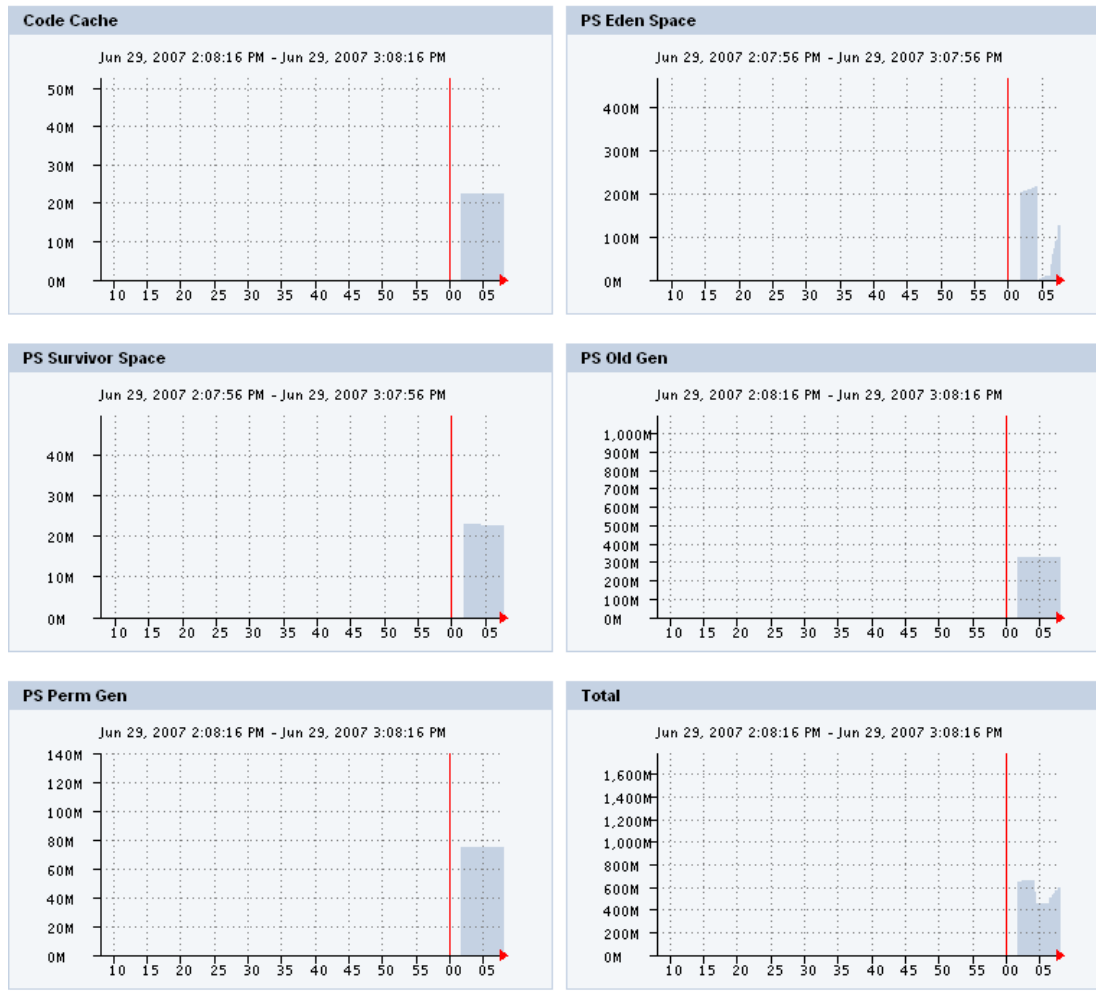 Code Cache
Jun 29, 2007 2:08:16 PM - Jun 29, 2007 3:08:16 PM
50M
40M
30M
20M
10M
0M
10 15 20 25 30 35 40 45 50 55 00 05
PS Eden Space
Jun 29, 2007 2:07:56 PM - Jun 29, 2007 3:07:56 PM
400M
300M
200M
100M
0M
10 15 20 25 30 35 40 45 50 55 00 05
PS Survivor Space
Jun 29, 2007 2:07:56 PM - Jun 29, 2007 3:07:56 PM
40M
30M
20M
10M
0M
10 15 20 25 30 35 40 45 50 55 00 05
PS Old Gen
Jun 29, 2007 2:08:16 PM - Jun 29, 2007 3:08:16 PM
1,000M
900M
800M
700M
600M
500M
400M
300M
200M
100M
0M
10 15 20 25 30 35 40 45 50 55 00 05
PS Perm Gen
Jun 29, 2007 2:08:16 PM - Jun 29, 2007 3:08:16 PM
140M
120M
100M
80M
60M
40M
20M
0M
10 15 20 25 30 35 40 45 50 55 00 05
Total
Jun 29, 2007 2:08:16 PM - Jun 29, 2007 3:08:16 PM
1,600M
1,400M
1,200M
1,000M
800M
600M
400M
200M
0M
10 15 20 25 30 35 40 45 50 55 00 05